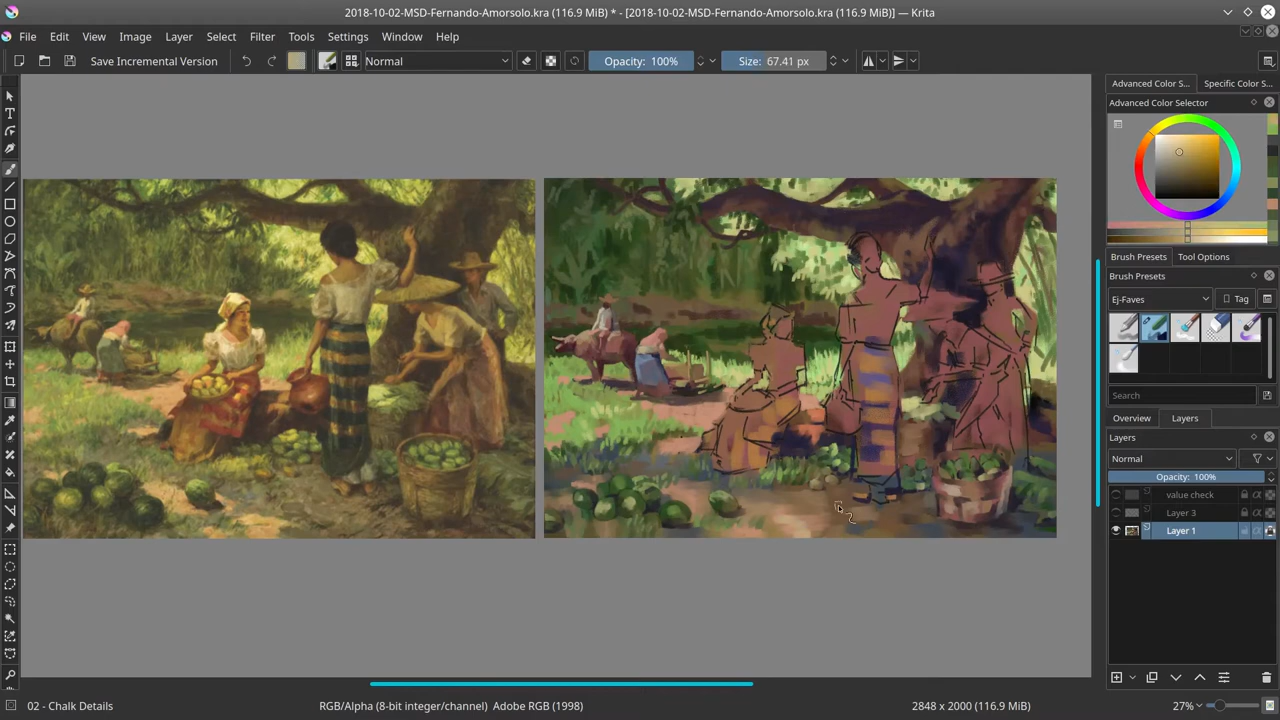 2018-10-02-MSD-Fernando-Amorsolo.kra (116.9 MiB) * - [2018-10-02-MSD-Fernando-Amorsolo.kra (116.9 MiB)] — Krita
File Edit View Image Layer Select Filter Tools Settings Window Help
Save Incremental Version Normal Opacity: 100% Size: 67.41 px
Advanced Color S... Specific Color S...
Advanced Color Selector
Brush Presets Tool Options
Brush Presets
Ej-Faves Tag
Search
Overview Layers
Layers
Normal
Opacity: 100%
value check
Layer 3
Layer 1
02 - Chalk Details RGB/Alpha (8-bit integer/channel) Adobe RGB (1998) 2848 x 2000 (116.9 MiB) 27%